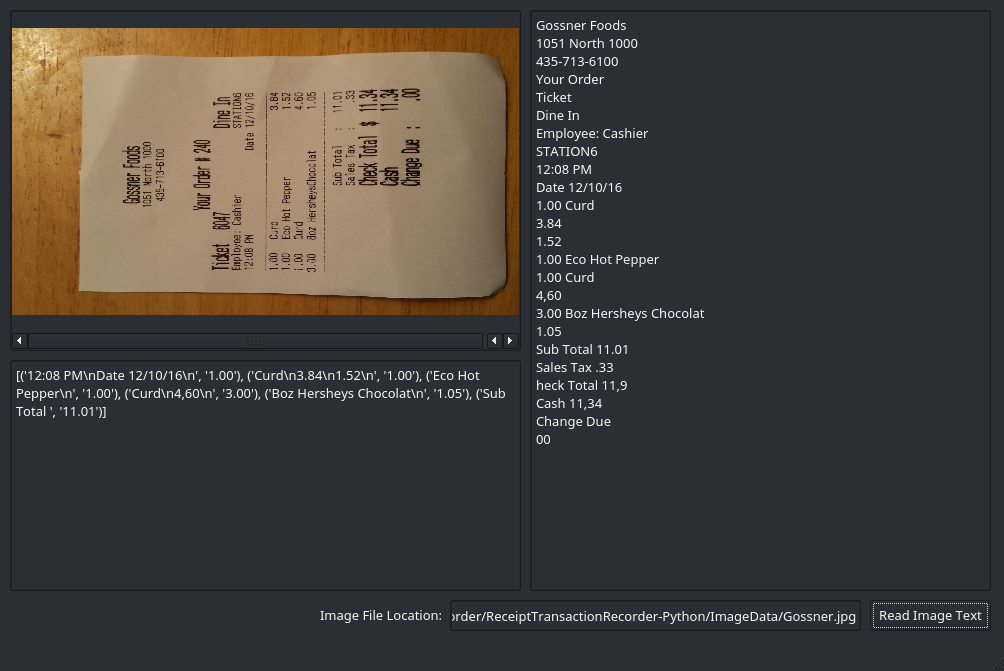 Gossner Foods
1051 North 1000
435-713-6100
Your Order # 240
Ticket 6047 Dine In
Employee: Cashier STATION6
12:08 PM Date 12/10/16
1.00 Curd 3.84
1.00 Eco Hot Pepper 1.52
1.00 Curd 4.60
3.00 8oz HersheysChocolat 1.05
Sub Total : 11.01
Sales Tax : .33
Check Total $ 11.34
Cash 11.34
Change Due : .00
[('12:08 PM\nDate 12/10/16\n', '1.00'), ('Curd\n3.84\n1.52\n', '1.00'), ('Eco Hot
Pepper\n', '1.00'), ('Curd\n4,60\n', '3.00'), ('Boz Hersheys Chocolat\n', '1.05'), ('Sub
Total ', '11.01')]
Gossner Foods
1051 North 1000
435-713-6100
Your Order
Ticket
Dine In
Employee: Cashier
STATION6
12:08 PM
Date 12/10/16
1.00 Curd
3.84
1.52
1.00 Eco Hot Pepper
1.00 Curd
4,60
3.00 Boz Hersheys Chocolat
1.05
Sub Total 11.01
Sales Tax .33
heck Total 11,9
Cash 11,34
Change Due
00
Image File Location: order/ReceiptTransactionRecorder-Python/ImageData/Gossner.jpg Read Image Text